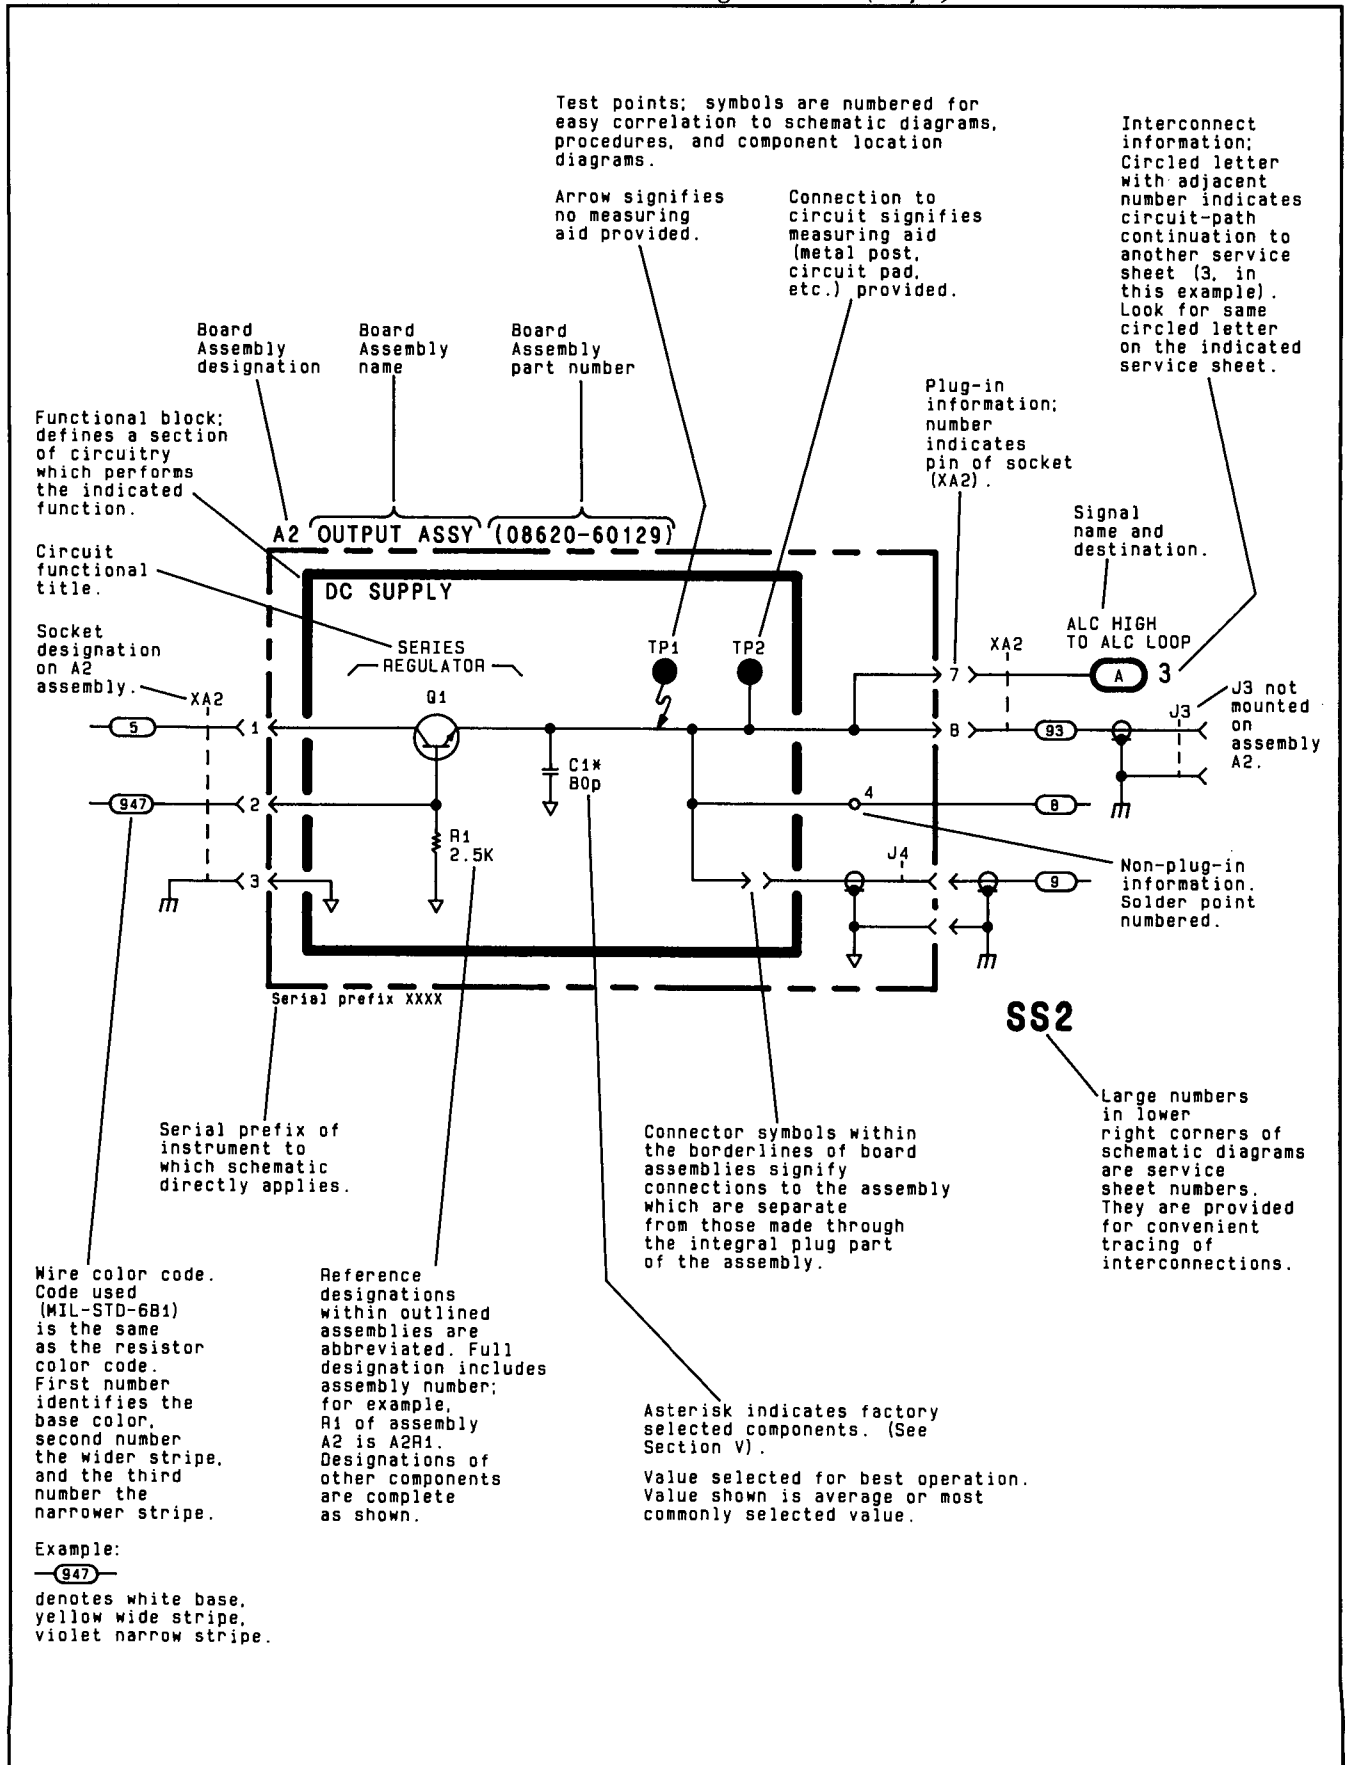 Test points; symbols are numbered for
easy correlation to schematic diagrams,
procedures, and component location
diagrams.
Arrow signifies
no measuring
aid provided.
Connection to
circuit signifies
measuring aid
(metal post,
circuit pad,
etc.) provided.
Interconnect
information;
Circled letter
with adjacent
number indicates
circuit-path
continuation to
another service
sheet (3, in
this example).
Look for same
circled letter
on the indicated
service sheet.
Board
Assembly
designation
Board
Assembly
name
Board
Assembly
part number
Plug-in
information;
number
indicates
pin of socket
(XA2).
Functional block;
defines a section
of circuitry
which performs
the indicated
function.
Signal
name and
destination.
A2 OUTPUT ASSY (08620-60129)
Circuit
functional
title.
DC SUPPLY
Socket
designation
on A2
assembly.
SERIES
REGULATOR
TP1
TP2
ALC HIGH
TO ALC LOOP
XA2
7
A
3
XA2
Q1
J3 not
mounted
on
assembly
A2.
J3
5
1
8
93
C1*
80p
947
2
4
8
R1
2.5K
J4
3
9
Non-plug-in
information.
Solder point
numbered.
Serial prefix XXXX
SS2
Serial prefix of
instrument to
which schematic
directly applies.
Connector symbols within
the borderlines of board
assemblies signify
connections to the assembly
which are separate
from those made through
the integral plug part
of the assembly.
Large numbers
in lower
right corners of
schematic diagrams
are service
sheet numbers.
They are provided
for convenient
tracing of
interconnections.
Wire color code.
Code used
(MIL-STD-681)
is the same
as the resistor
color code.
First number
identifies the
base color,
second number
the wider stripe,
and the third
number the
narrower stripe.
Example:
947
denotes white base,
yellow wide stripe,
violet narrow stripe.
Reference
designations
within outlined
assemblies are
abbreviated. Full
designation includes
assembly number;
for example,
R1 of assembly
A2 is A2R1.
Designations of
other components
are complete
as shown.
Asterisk indicates factory
selected components. (See
Section V).
Value selected for best operation.
Value shown is average or most
commonly selected value.